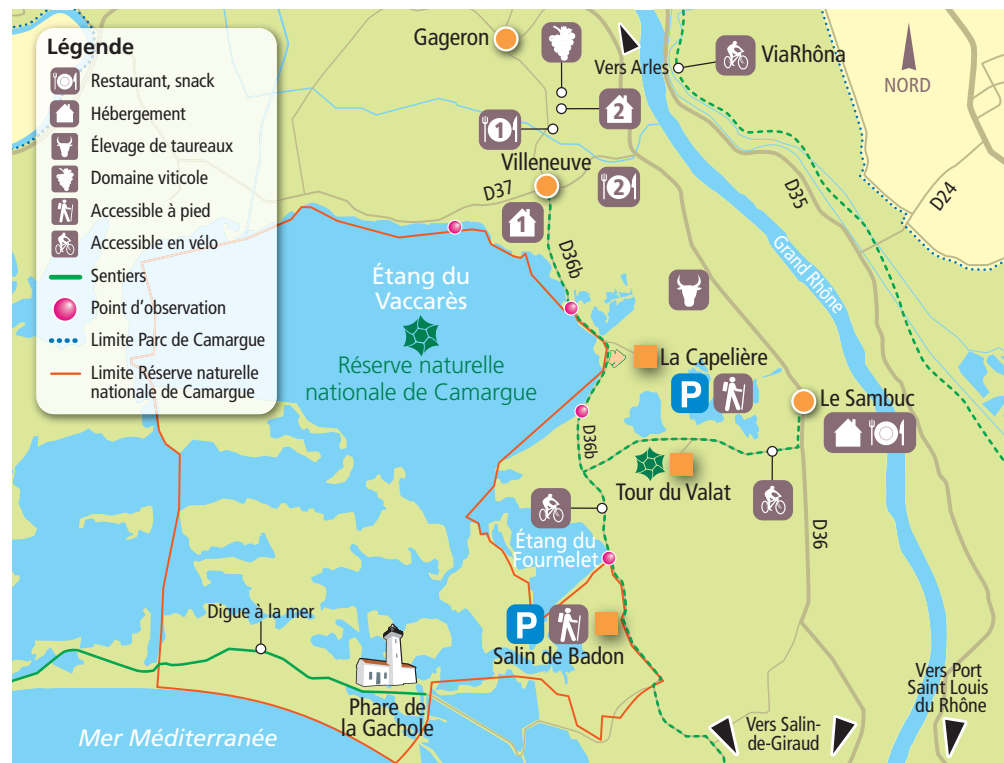 Légende
Restaurant, snack
Hébergement
Élevage de taureaux
Domaine viticole
Accessible à pied
Accessible en vélo
Sentiers
Point d'observation
Limite Parc de Camargue
Limite Réserve naturelle
nationale de Camargue
Gageron
Vers Arles
ViaRhôna
NORD
2
1
Villeneuve
2
D37
1
D36b
D35
D24
Grand Rhône
Étang du
Vaccarès
Réserve naturelle
nationale de Camargue
La Capelière
P
D36b
Le Sambuc
Tour du Valat
D36
Étang du
Fournelet
P
Salin de Badon
Digue à la mer
Phare de
la Gachole
Mer Méditerranée
Vers Salin-
de-Giraud
Vers Port
Saint Louis
du Rhône